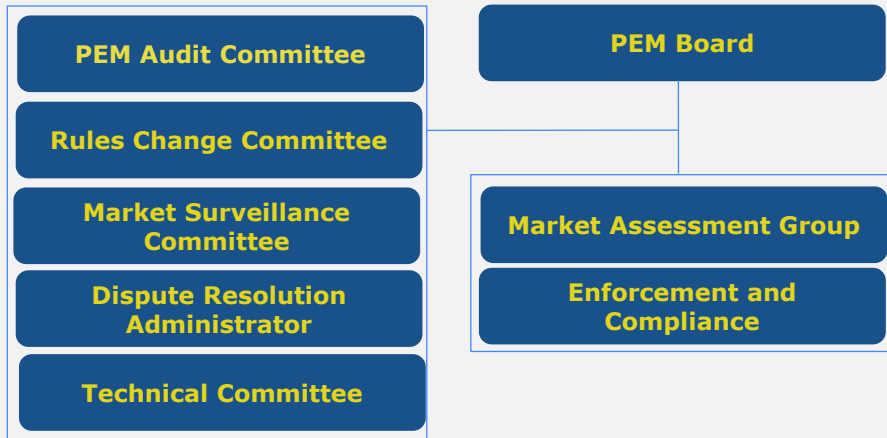 PEM Audit Committee
Rules Change Committee
Market Surveillance
Committee
Dispute Resolution
Administrator
Technical Committee
PEM Board
Market Assessment Group
Enforcement and
Compliance